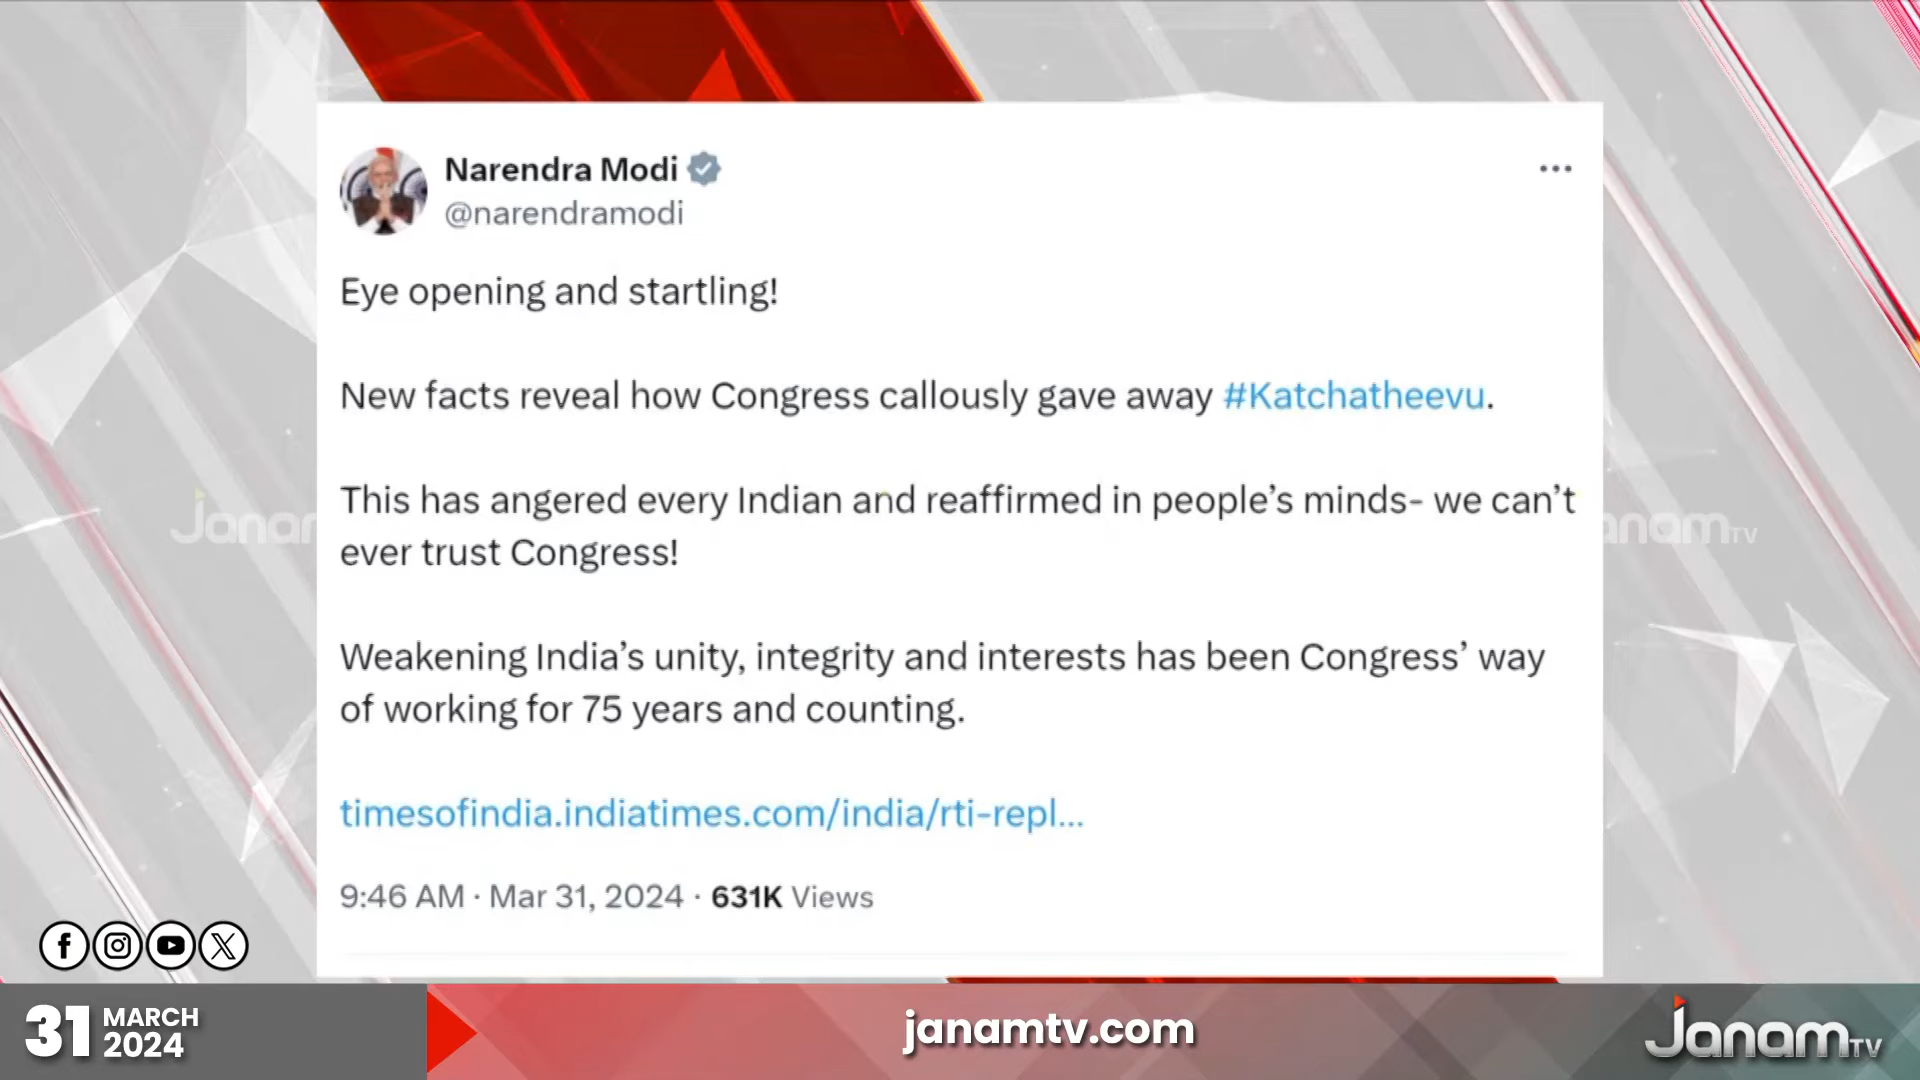 Narendra Modi
@narendramodi
Eye opening and startling!
New facts reveal how Congress callously gave away #Katchatheevu.
This has angered every Indian and reaffirmed in people’s minds- we can’t
ever trust Congress!
Weakening India’s unity, integrity and interests has been Congress’ way
of working for 75 years and counting.
timesofindia.indiatimes.com/india/rti-repl...
9:46 AM · Mar 31, 2024 · 631K Views
Janam
anam TV
31 MARCH
2024
janamtv.com
Janam TV